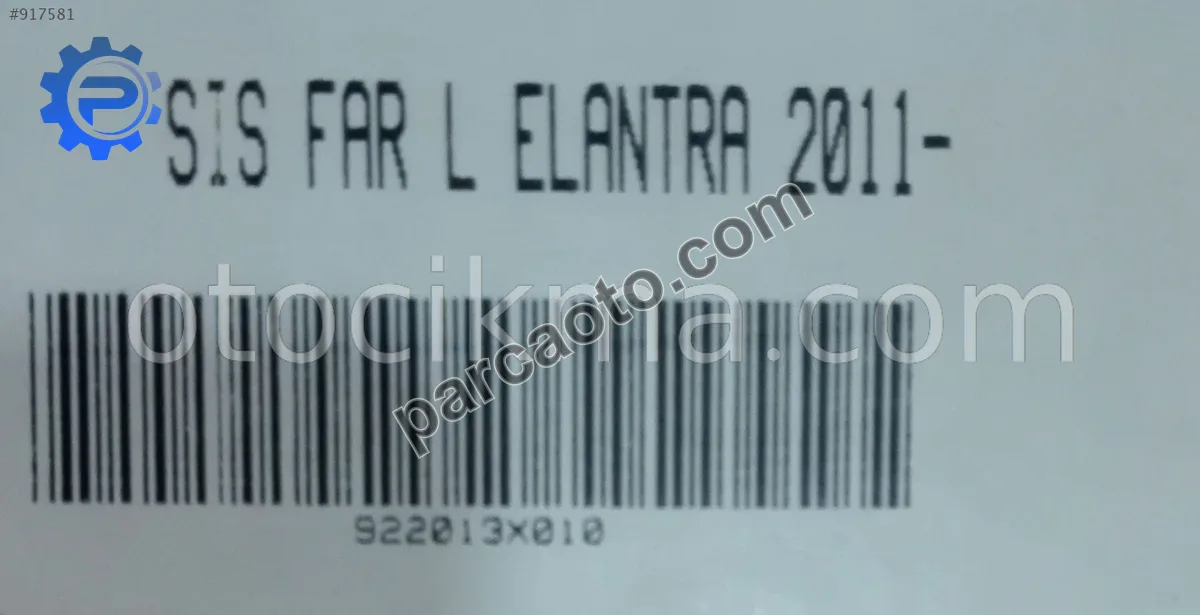 #917581
SIS FAR L ELANTRA 2011-
parcaoto.com
otocikma.com
922013X010